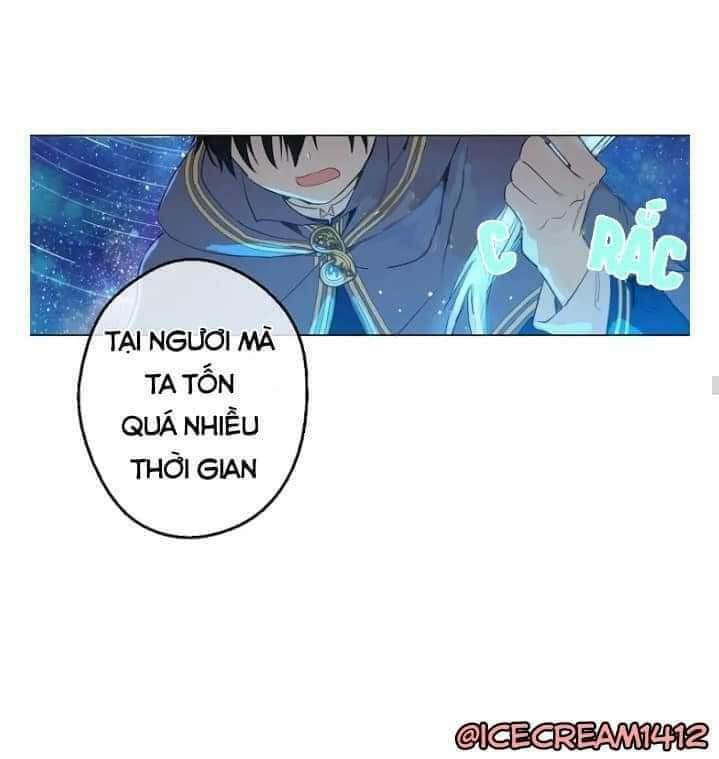 C RẮC
TẠI NGƯƠI MÀ
TA TỐN
QUÁ NHIỀU
THỜI GIAN
@ICECREAM1412